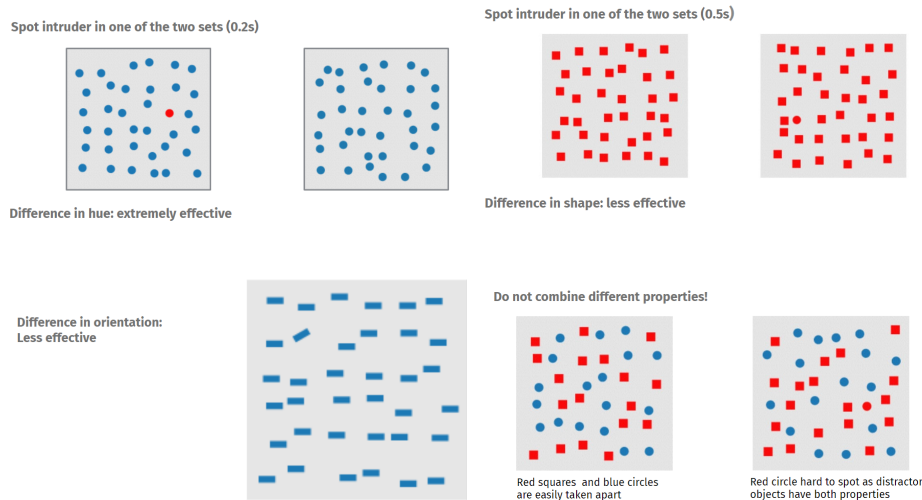 Spot intruder in one of the two sets (0.2s)
Spot intruder in one of the two sets (0.5s)
Difference in hue: extremely effective
Difference in shape: less effective
Difference in orientation:
Less effective
Do not combine different properties!
Red squares and blue circles
are easily taken apart
Red circle hard to spot as distractor
objects have both properties